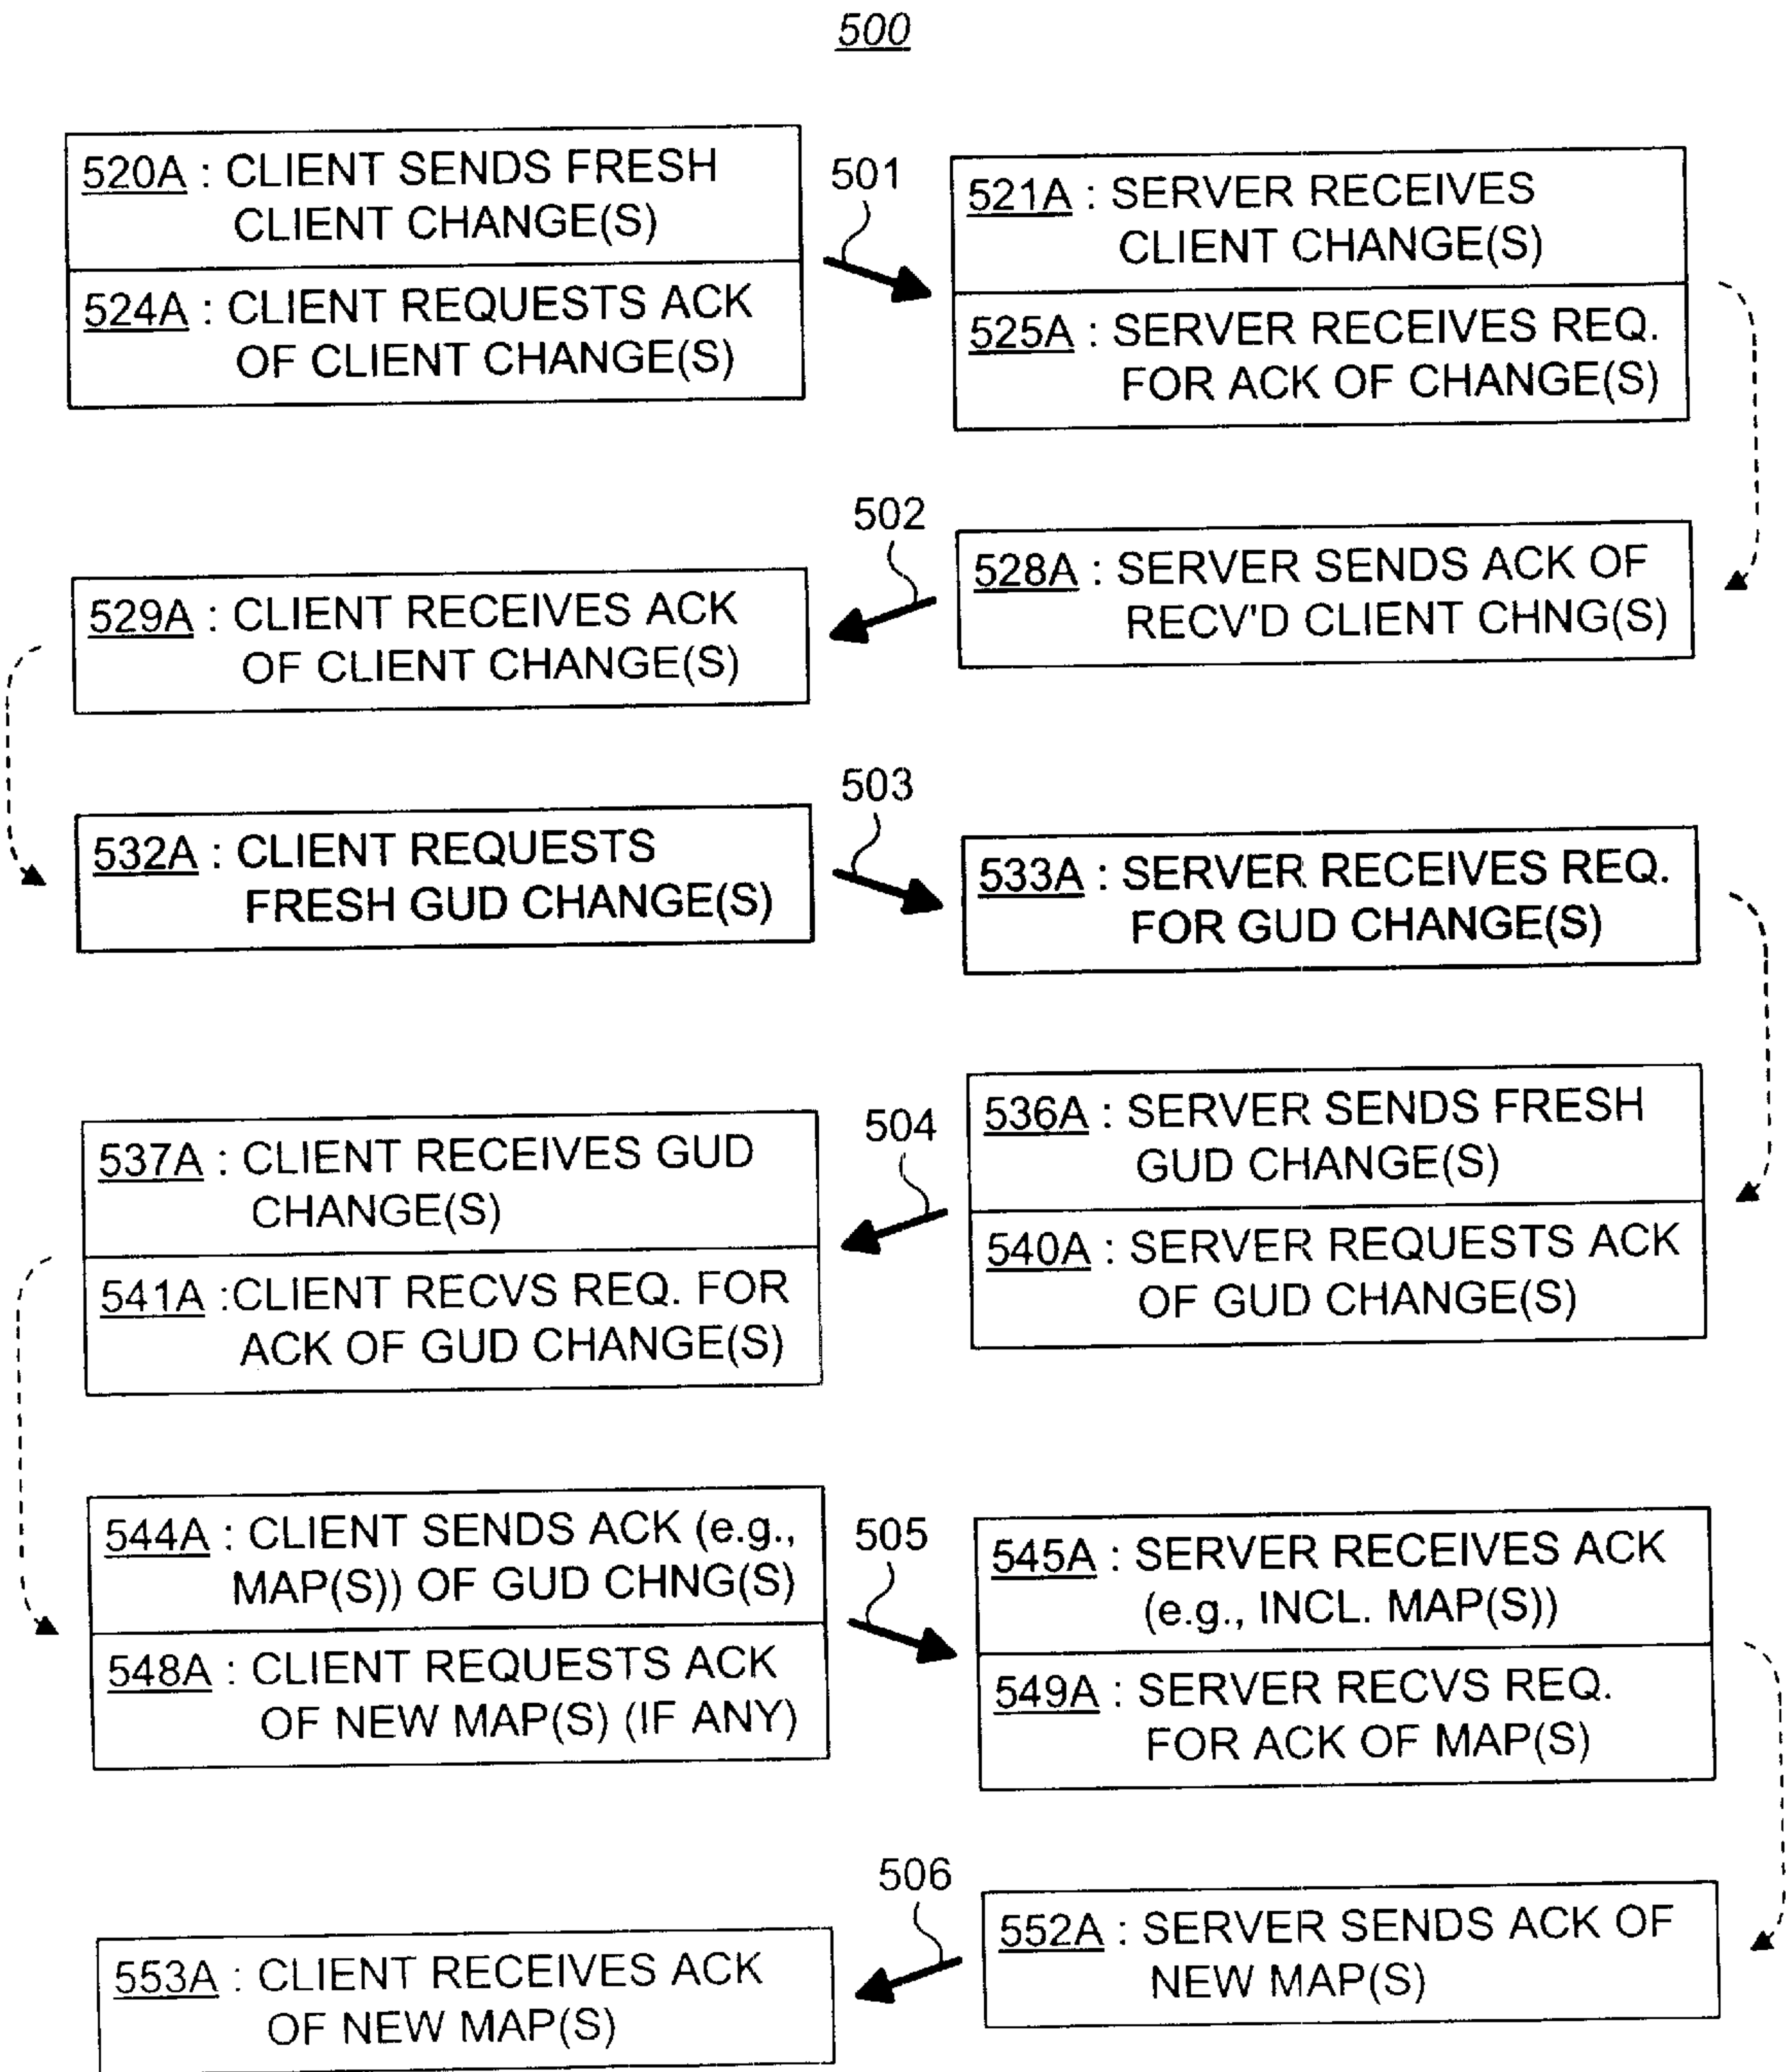 500
520A : CLIENT SENDS FRESH
CLIENT CHANGE(S)
524A : CLIENT REQUESTS ACK
OF CLIENT CHANGE(S)
501
521A : SERVER RECEIVES
CLIENT CHANGE(S)
525A : SERVER RECEIVES REQ.
FOR ACK OF CHANGE(S)
502
528A : SERVER SENDS ACK OF
RECV'D CLIENT CHNG(S)
529A : CLIENT RECEIVES ACK
OF CLIENT CHANGE(S)
503
532A : CLIENT REQUESTS
FRESH GUD CHANGE(S)
533A : SERVER RECEIVES REQ.
FOR GUD CHANGE(S)
504
536A : SERVER SENDS FRESH
GUD CHANGE(S)
540A : SERVER REQUESTS ACK
OF GUD CHANGE(S)
537A : CLIENT RECEIVES GUD
CHANGE(S)
541A :CLIENT RECVS REQ. FOR
ACK OF GUD CHANGE(S)
544A : CLIENT SENDS ACK (e.g.,
MAP(S)) OF GUD CHNG(S)
548A : CLIENT REQUESTS ACK
OF NEW MAP(S) (IF ANY)
505
545A : SERVER RECEIVES ACK
(e.g., INCL. MAP(S))
549A : SERVER RECVS REQ.
FOR ACK OF MAP(S)
506
552A : SERVER SENDS ACK OF
NEW MAP(S)
553A : CLIENT RECEIVES ACK
OF NEW MAP(S)